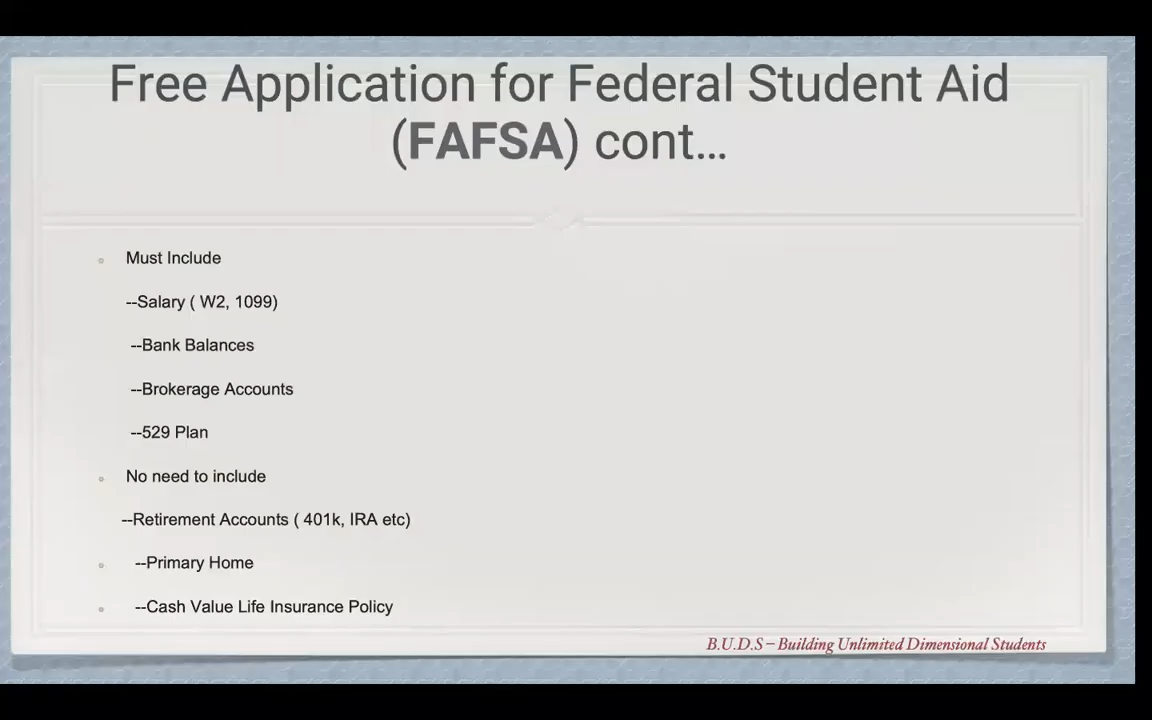 Free Application for Federal Student Aid
(FAFSA) cont...
Must Include
--Salary ( W2, 1099)
--Bank Balances
--Brokerage Accounts
--529 Plan
No need to include
--Retirement Accounts ( 401k, IRA etc)
--Primary Home
--Cash Value Life Insurance Policy
B.U.D.S – Building Unlimited Dimensional Students